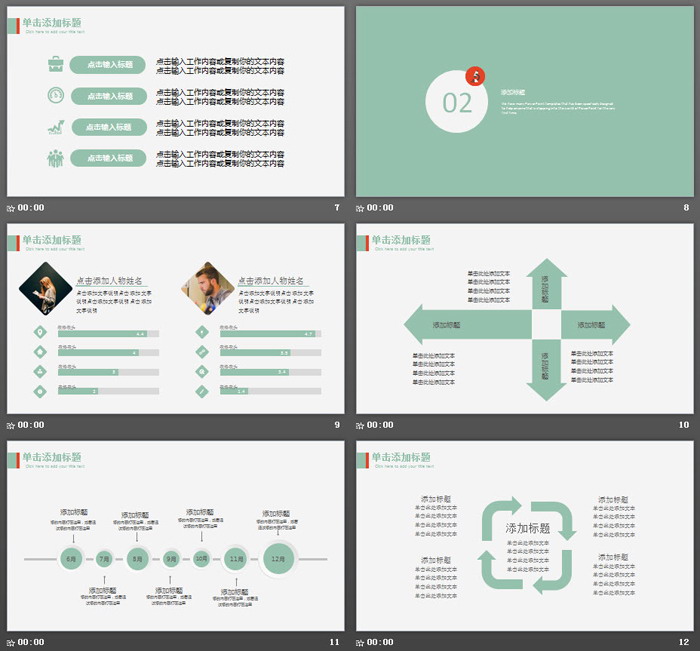 单击添加标题
Click here to add your title text
点击输入标题
点击输入工作内容或复制你的文本内容
点击输入工作内容或复制你的文本内容
点击输入标题
点击输入工作内容或复制你的文本内容
点击输入工作内容或复制你的文本内容
点击输入标题
点击输入工作内容或复制你的文本内容
点击输入工作内容或复制你的文本内容
点击输入标题
点击输入工作内容或复制你的文本内容
点击输入工作内容或复制你的文本内容
00:00
7
02
添加标题
00:00
8
单击添加标题
Click here to add your title text
点击添加人物姓名
点击添加文字说明点击添加文字
说明点击添加文字说明 点击 添加
文字说明
4.4
4
3
2
点击添加人物姓名
点击添加文字说明点击添加文字
说明点击添加文字说明 点击 添加
文字说明
4.7
3.5
3.4
1.4
00:00
9
单击添加标题
Click here to add your title text
单击此处添加文本
单击此处添加文本
单击此处添加文本
单击此处添加文本
添加标题
添加标题
添加标题
添加标题
单击此处添加文本
单击此处添加文本
单击此处添加文本
单击此处添加文本
单击此处添加文本
单击此处添加文本
单击此处添加文本
单击此处添加文本
00:00
10
单击添加标题
Click here to add your title text
添加标题
添加标题
添加标题
添加标题
6月
7月
8月
9月
10月
11月
12月
添加标题
添加标题
添加标题
00:00
11
单击添加标题
Click here to add your title text
添加标题
单击此处添加文本
单击此处添加文本
单击此处添加文本
单击此处添加文本
添加标题
单击此处添加文本
单击此处添加文本
单击此处添加文本
单击此处添加文本
添加标题
单击此处添加文本
单击此处添加文本
单击此处添加文本
单击此处添加文本
添加标题
单击此处添加文本
单击此处添加文本
单击此处添加文本
单击此处添加文本
添加标题
单击此处添加文本
单击此处添加文本
单击此处添加文本
单击此处添加文本
00:00
12